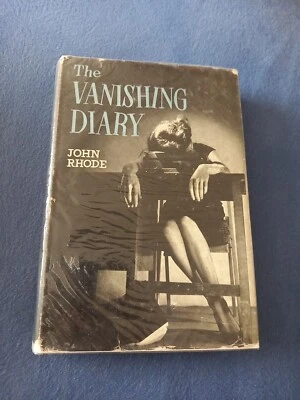 The
VANISHING
DIARY
JOHN
RHODE